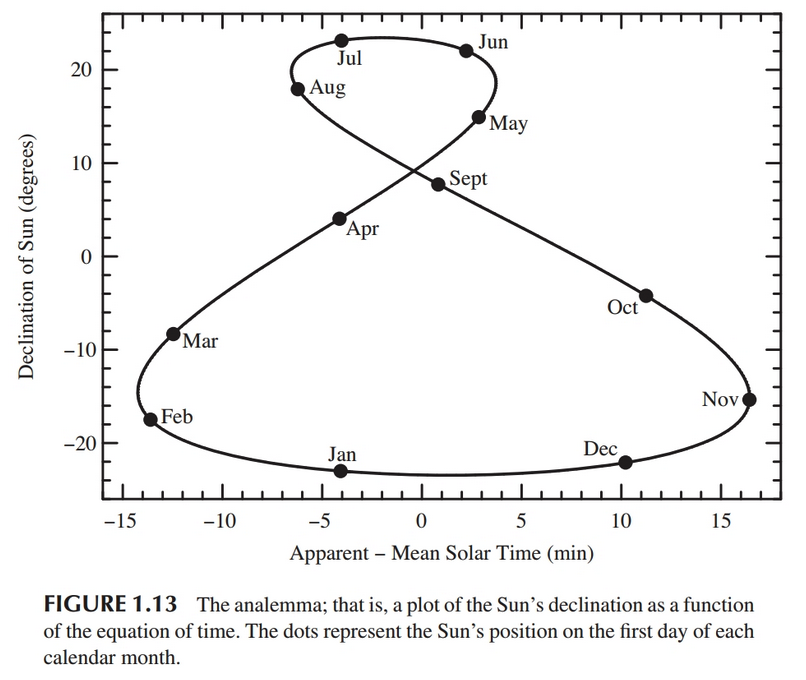 Jun
Jul
20
Aug
May
10
Sept
Apr
0
Oct
Mar
−10
Nov
Feb
Jan
Dec
−20
Declination of Sun (degrees)
−15 −10 −5 0 5 10 15
Apparent − Mean Solar Time (min)
FIGURE 1.13 The analemma; that is, a plot of the Sun’s declination as a function
of the equation of time. The dots represent the Sun’s position on the first day of each
calendar month.